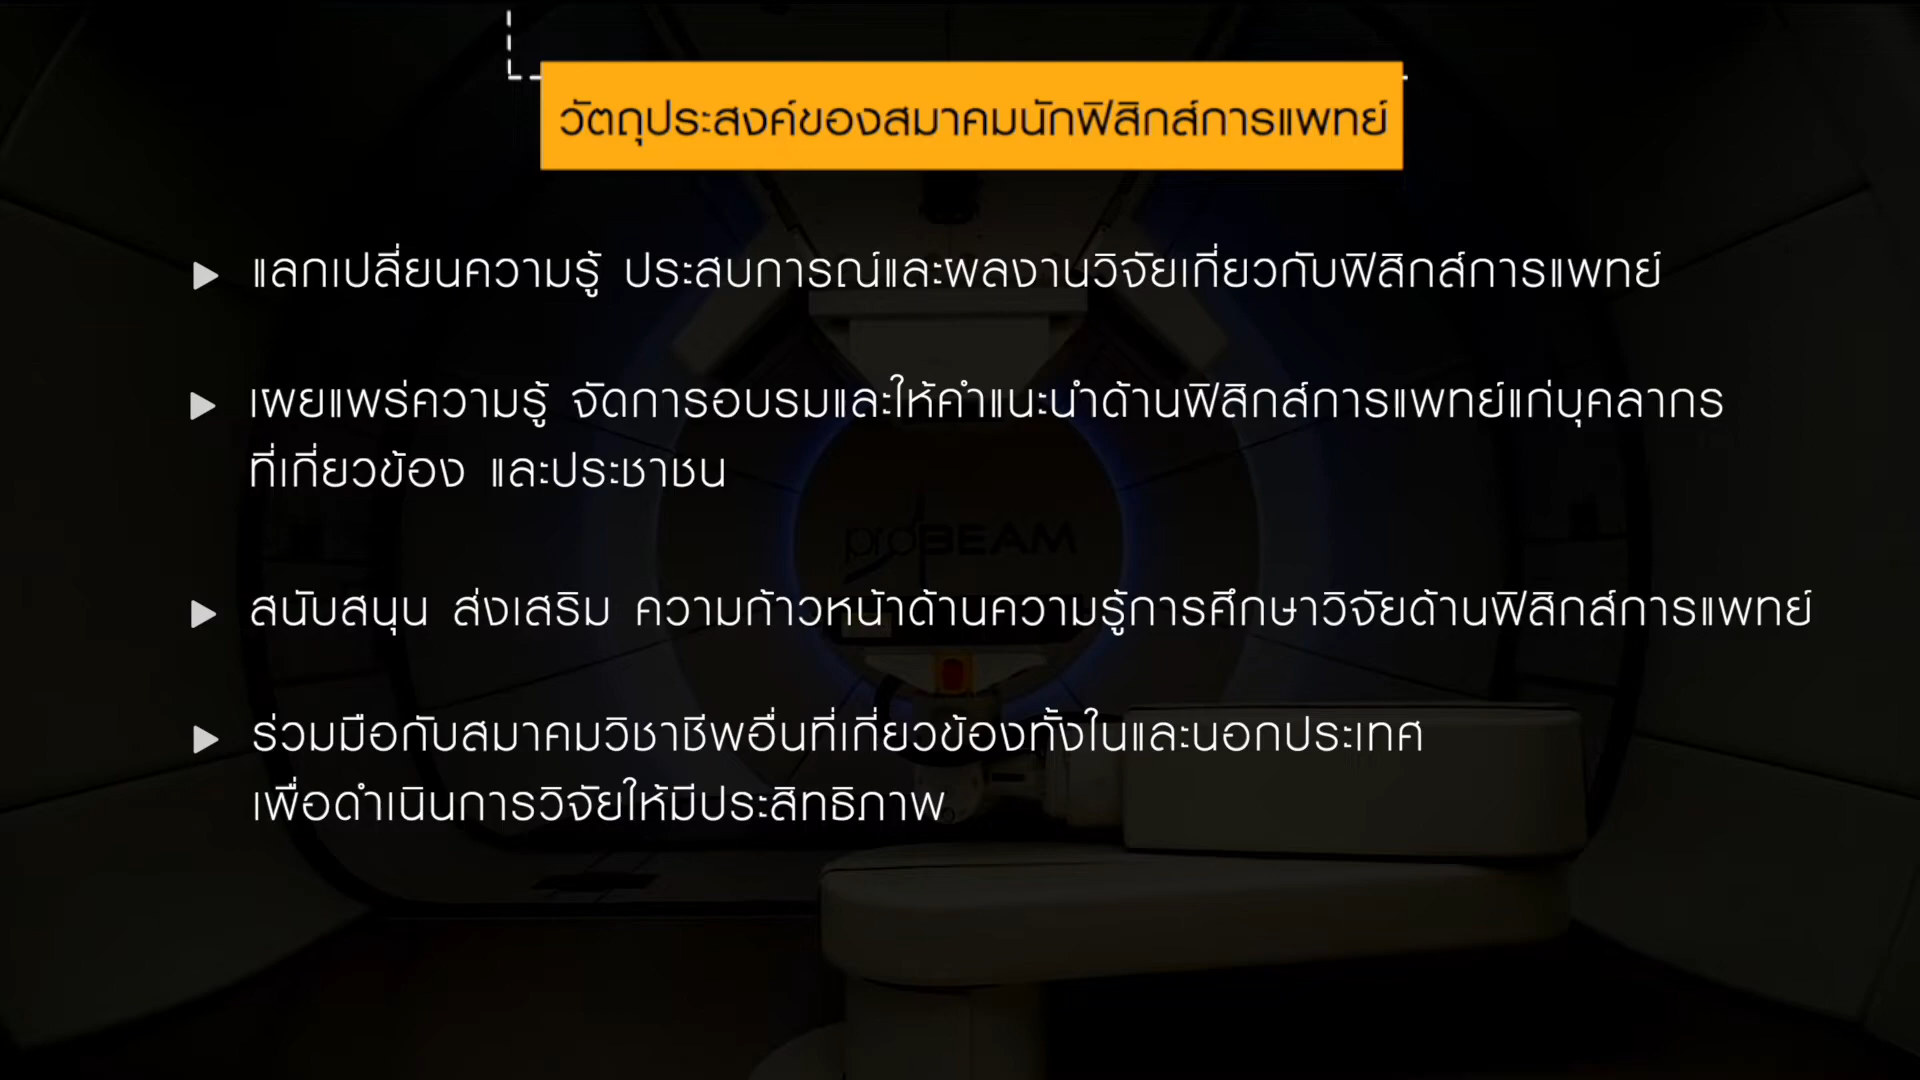 วัตถุประสงค์ของสมาคมนักฟิสิกส์การแพทย์
แลกเปลี่ยนความรู้ ประสบการณ์และผลงานวิจัยเกี่ยวกับฟิสิกส์การแพทย์
เผยแพร่ความรู้ จัดการอบรมและให้คำแนะนำด้านฟิสิกส์การแพทย์แก่บุคลากร
ที่เกี่ยวข้อง และประชาชน
proBEAM
สนับสนุน ส่งเสริม ความก้าวหน้าด้านความรู้การศึกษาวิจัยด้านฟิสิกส์การแพทย์
ร่วมมือกับสมาคมวิชาชีพอื่นที่เกี่ยวข้องทั้งในและนอกประเทศ
เพื่อดำเนินการวิจัยให้มีประสิทธิภาพ